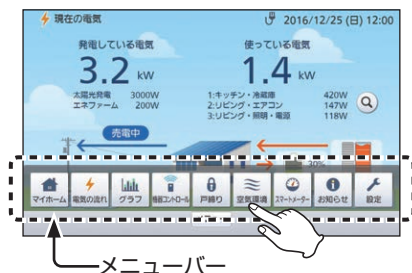 現在の電気
2016/12/25 (日) 12:00
発電している電気
使っている電気
3.2 kW
1.4 kW
太陽光発電 3000W
エネファーム 200W
1:キッチン・冷蔵庫 420W
2:リビング・エアコン 147W
3:リビング・照明・電源 118W
売電中
30%
マイホーム 電気の流れ グラフ 機器コントロール 戸締り 空気環境 スマートメーター お知らせ 設定
メニューバー